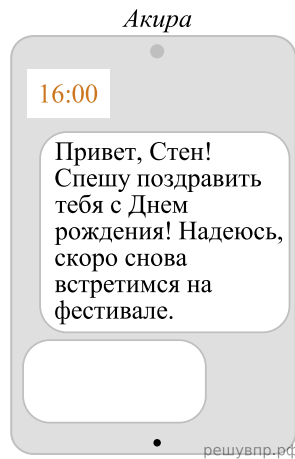 Акира
16:00
Привет, Стен!
Спешу поздравить
тебя с Днем
рождения! Надеюсь,
скоро снова
встретимся на
фестивале.
решувпр.рф